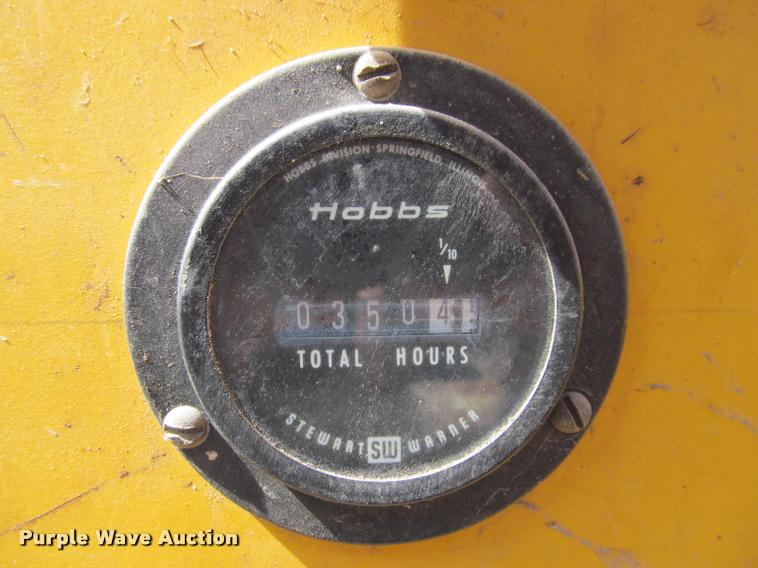 HOBBS DIVISION-SPRINGFIELD, ILLINOIS
Hobbs
1/10
0 3 5 0 4
TOTAL HOURS
STEWART SW WARNER
Purple Wave Auction